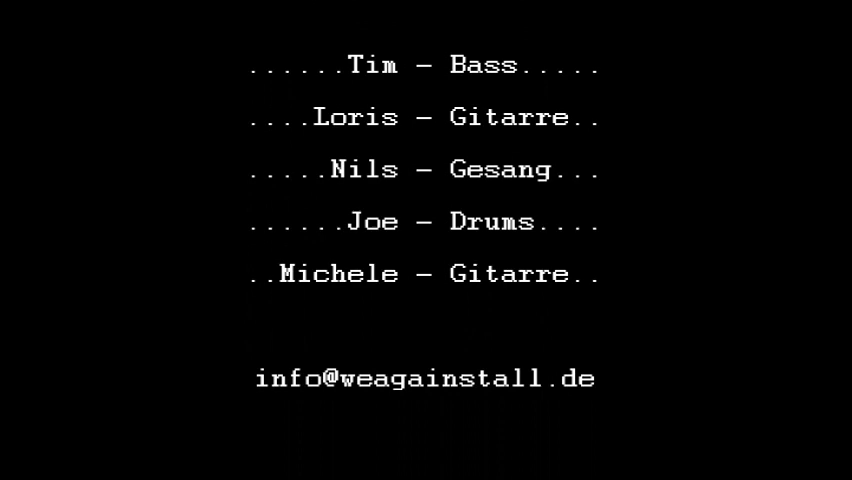 ......Tim – Bass.....
....Loris – Gitarre..
.....Nils – Gesang...
......Joe – Drums....
..Michele – Gitarre..
info@weagainstall.de